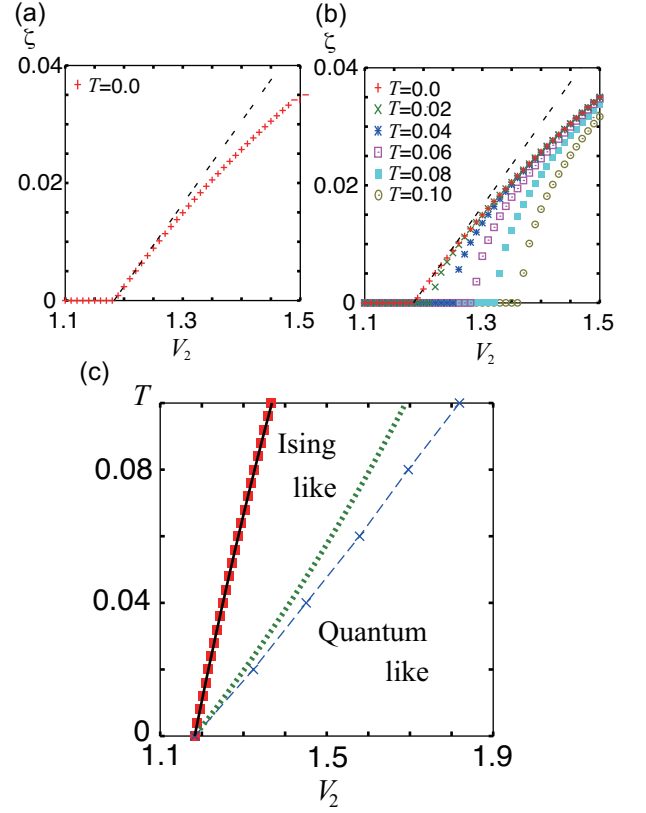 (a)
ζ
0.04
0.02
0
T=0.0
1.1
1.3
1.5
V2
(b)
ζ
0.04
0.02
0
T=0.0
T=0.02
T=0.04
T=0.06
T=0.08
T=0.10
1.1
1.3
1.5
V2
(c)
T
0.08
0.04
0
Ising
like
Quantum
like
1.1
1.5
1.9
V2